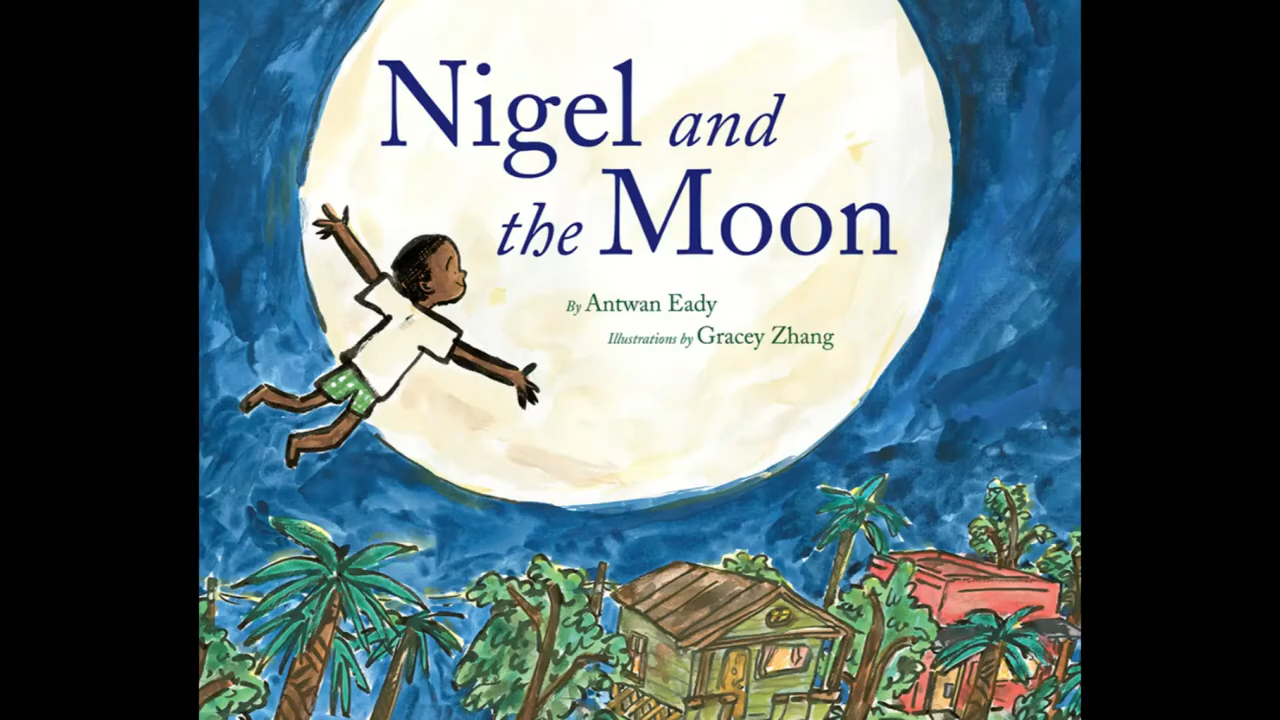 Nigel and
the Moon
By Antwan Eady
Illustrations by Gracey Zhang